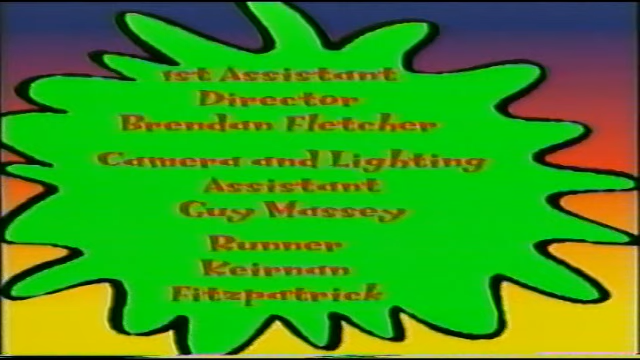 1st Assistant
Director
Brendan Fletcher
Camera and Lighting
Assistant
Guy Massey
Runner
Keirnan
Fitzpatrick